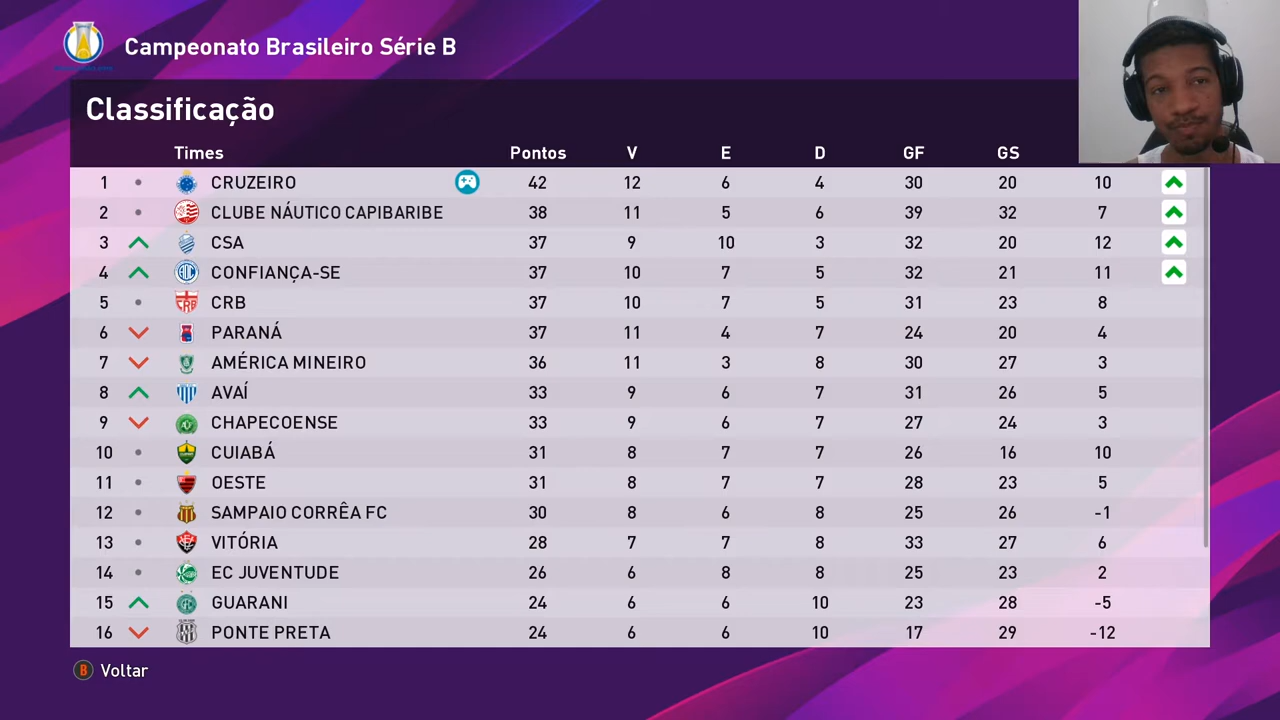 Campeonato Brasileiro Série B
Classificação
Times Pontos V E D GF GS
1 CRUZEIRO 42 12 6 4 30 20 10
2 CLUBE NÁUTICO CAPIBARIBE 38 11 5 6 39 32 7
3 CSA 37 9 10 3 32 20 12
4 CONFIANÇA-SE 37 10 7 5 32 21 11
5 CRB 37 10 7 5 31 23 8
6 PARANÁ 37 11 4 7 24 20 4
7 AMÉRICA MINEIRO 36 11 3 8 30 27 3
8 AVAÍ 33 9 6 7 31 26 5
9 CHAPECOENSE 33 9 6 7 27 24 3
10 CUIABÁ 31 8 7 7 26 16 10
11 OESTE 31 8 7 7 28 23 5
12 SAMPAIO CORRÊA FC 30 8 6 8 25 26 -1
13 VITÓRIA 28 7 7 8 33 27 6
14 EC JUVENTUDE 26 6 8 8 25 23 2
15 GUARANI 24 6 6 10 23 28 -5
16 PONTE PRETA 24 6 6 10 17 29 -12
B Voltar